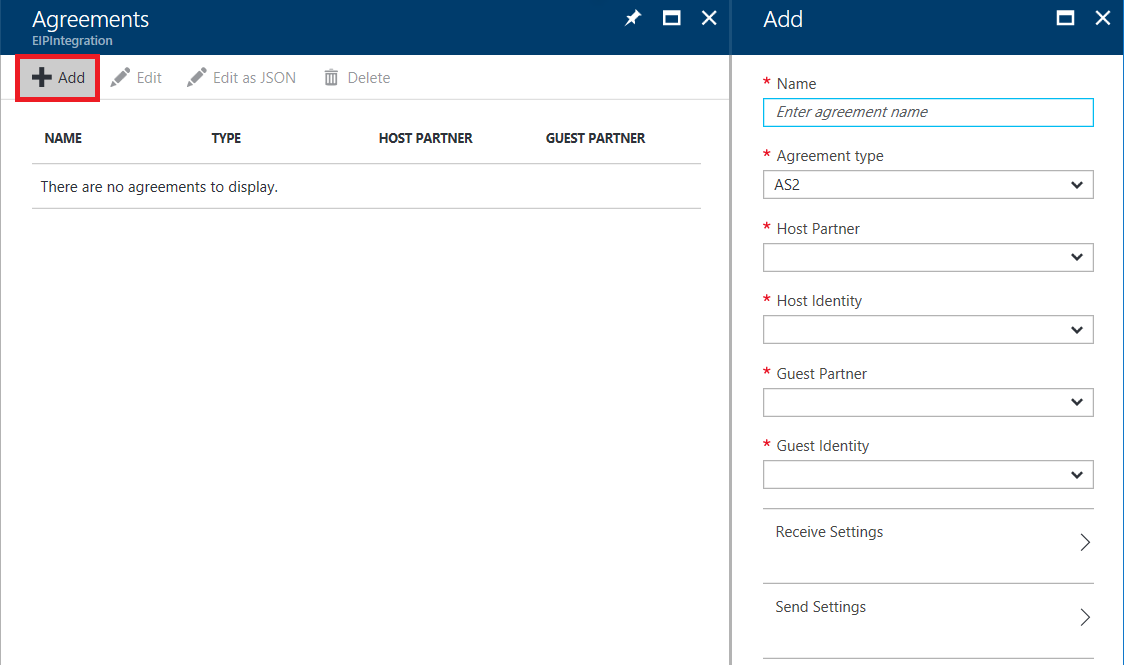 Agreements
EIPIntegration
Add
Edit
Edit as JSON
Delete
NAME TYPE HOST PARTNER GUEST PARTNER
There are no agreements to display.
Add
* Name
Enter agreement name
* Agreement type
AS2
* Host Partner
* Host Identity
* Guest Partner
* Guest Identity
Receive Settings
Send Settings